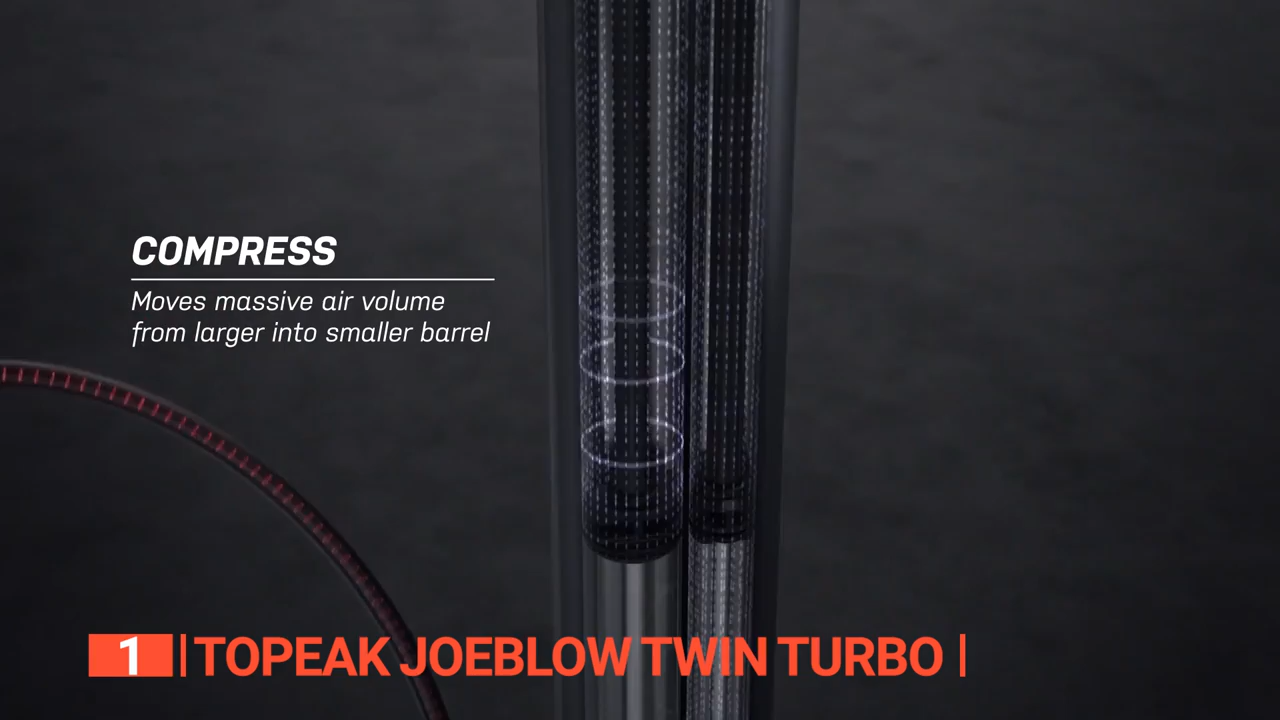 COMPRESS
Moves massive air volume
from larger into smaller barrel
1 | TOPEAK JOEBLOW TWIN TURBO |